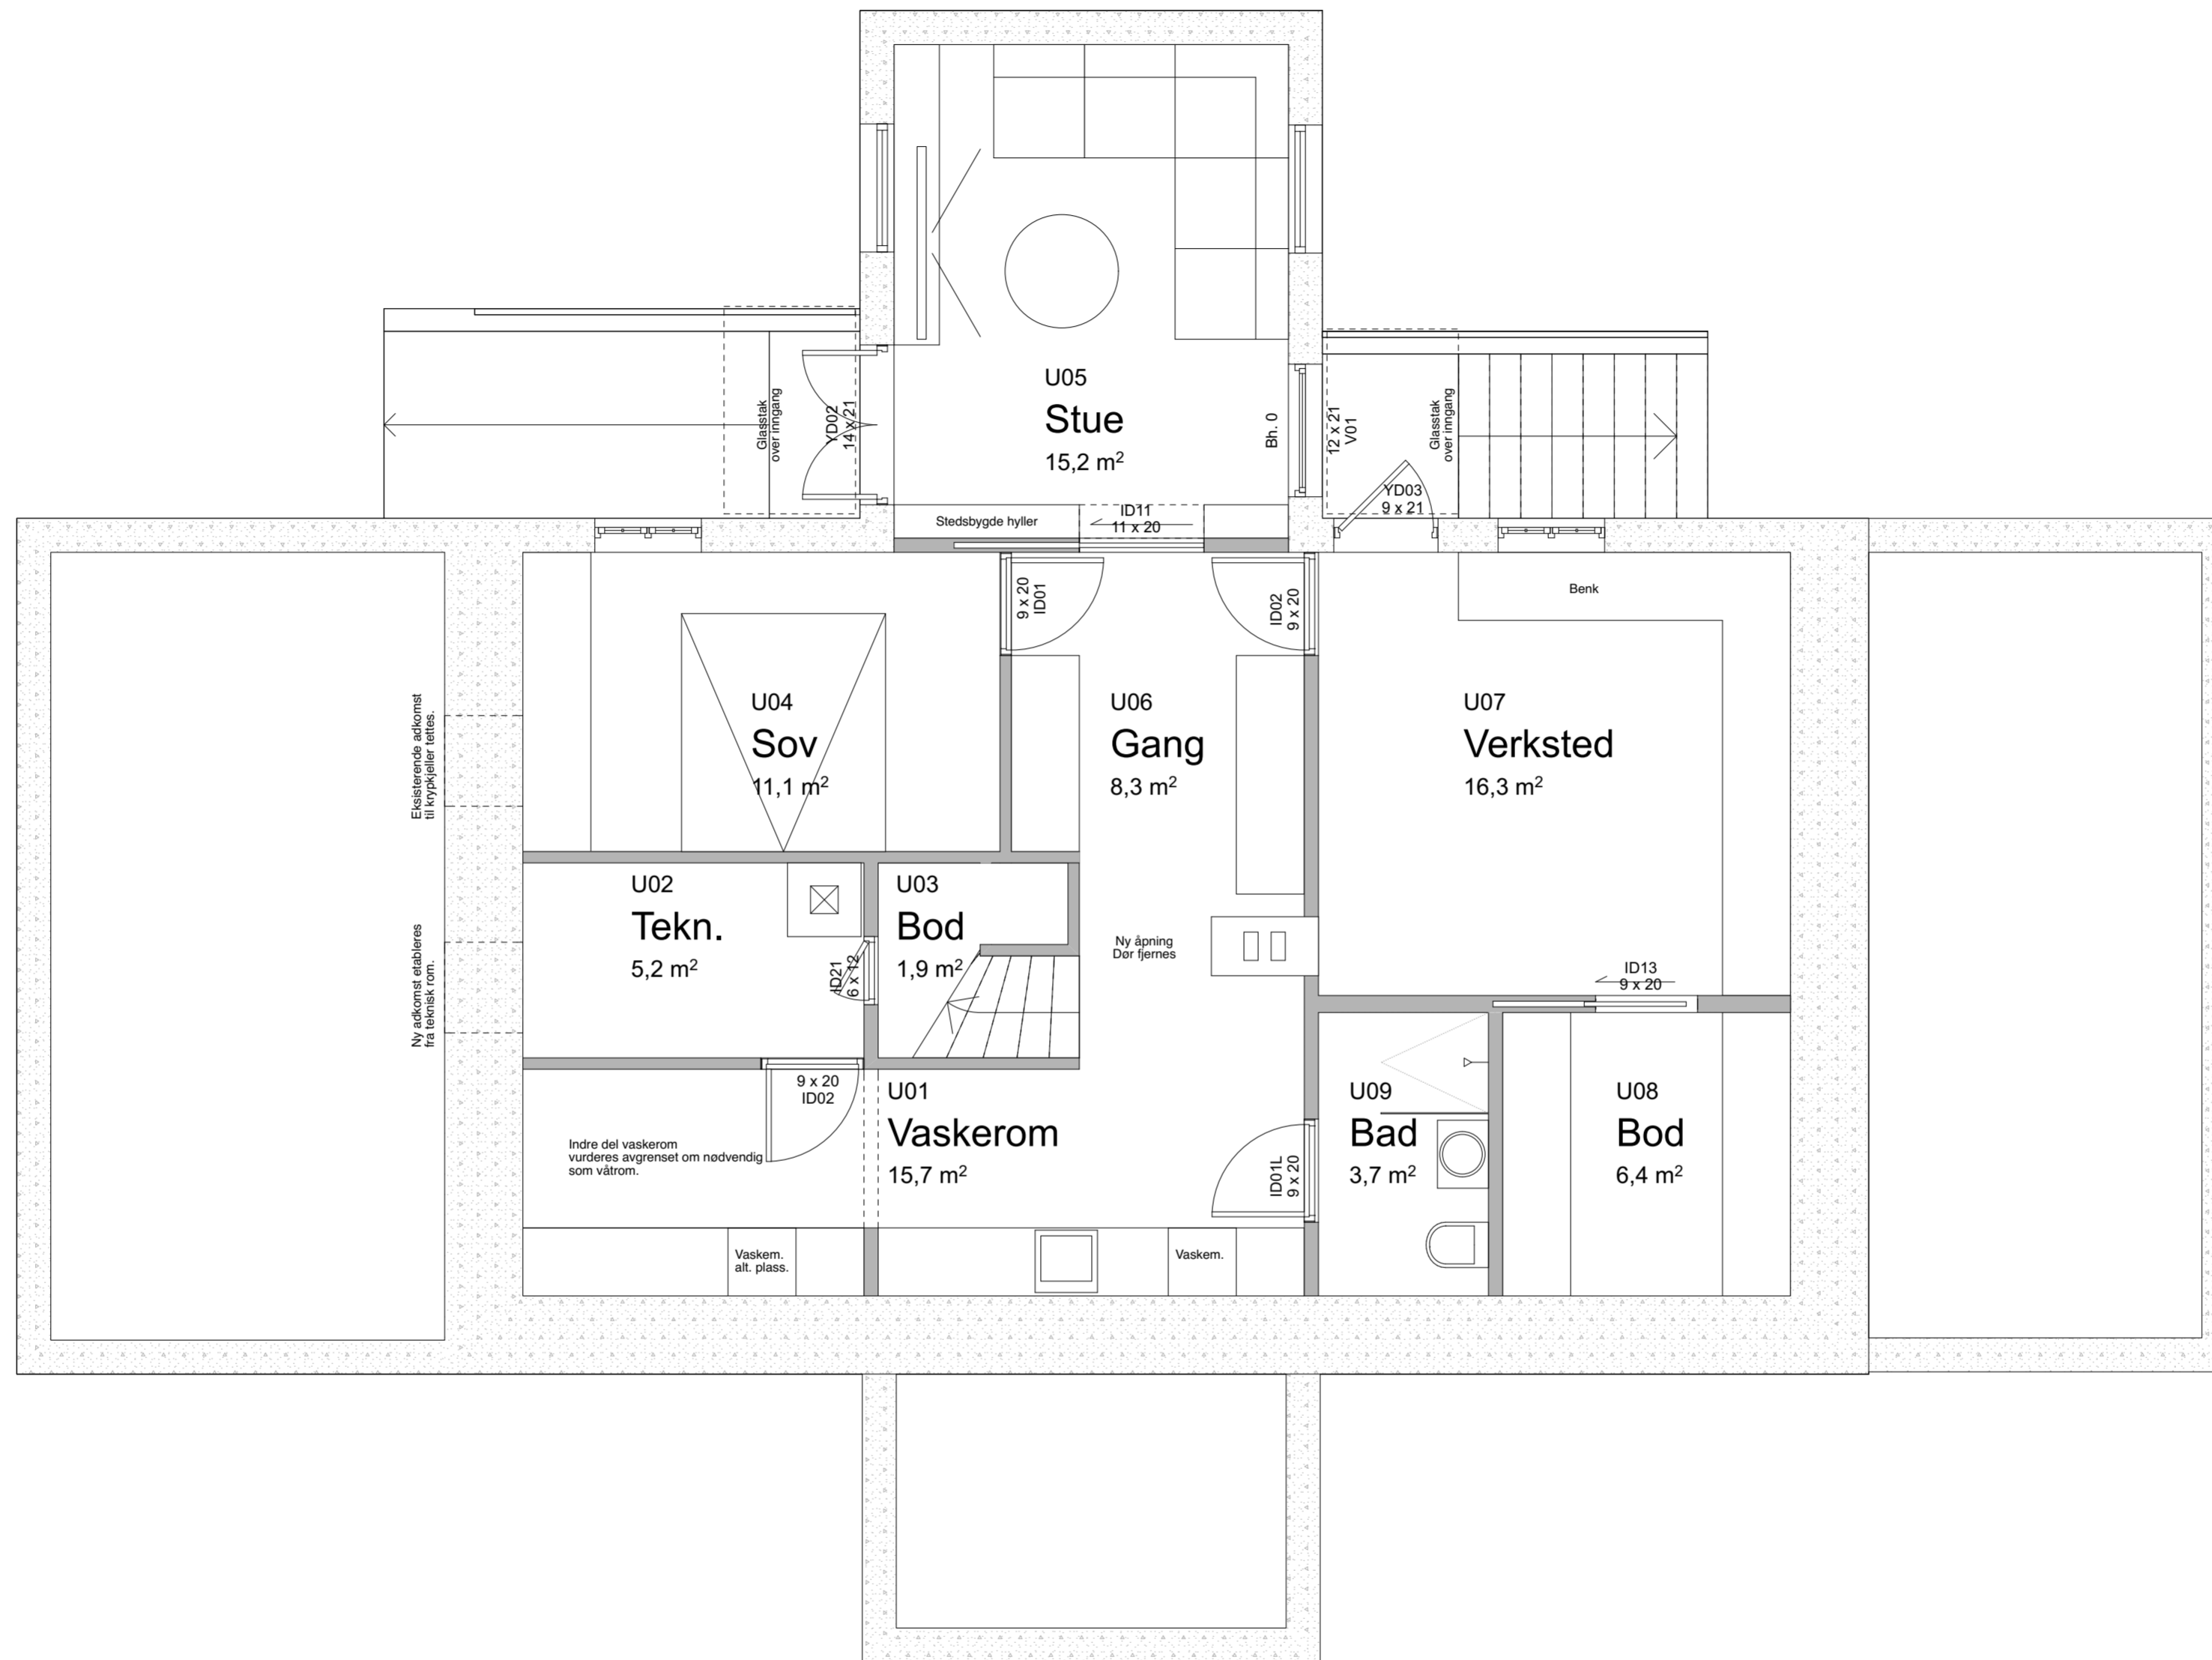 Glasstak
over inngang
YD02
14 x 21
U05
Stue
15,2 m²
Bh. 0
12 x 21
V01
Glasstak
over inngang
YD03
9 x 21
Stedsbygde hyller
ID11
11 x 20
9 x 20
ID01
ID02
9 x 20
Benk
Eksisterende adkomst
til krypkjeller tettes.
U04
Sov
11,1 m²
U06
Gang
8,3 m²
U07
Verksted
16,3 m²
Ny adkomst etableres
fra teknisk rom.
U02
Tekn.
5,2 m²
ID21
6 x 12
U03
Bod
1,9 m²
Ny åpning
Dør fjernes
ID13
9 x 20
9 x 20
ID02
U01
Vaskerom
15,7 m²
Indre del vaskerom
vurderes avgrenset om nødvendig
som våtrom.
ID01L
9 x 20
U09
Bad
3,7 m²
U08
Bod
6,4 m²
Vaskem.
alt. plass.
Vaskem.